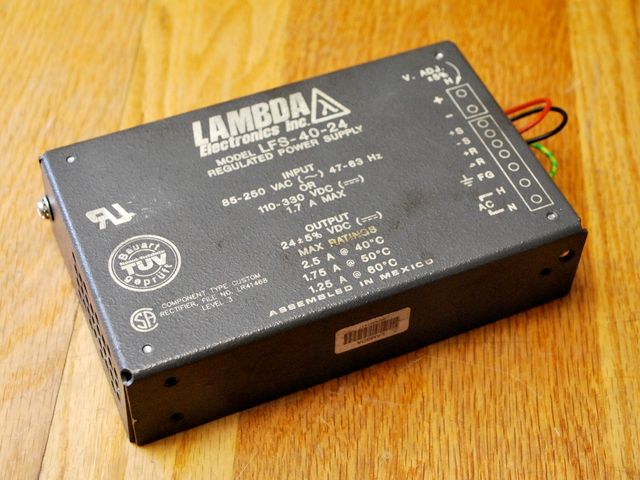 LAMBDA
Electronics Inc.
MODEL LFS-40-24
REGULATED POWER SUPPLY
INPUT
85-250 VAC (~) 47-63 Hz
OR
110-330 VDC
1.7 A MAX
OUTPUT
24±5% VDC
MAX RATINGS
2.5 A @ 40°C
1.75 A @ 50°C
1.25 A @ 60°C
ASSEMBLED IN MEXICO
V. ADJ.
±5%
+
-
-S
+S
FG
AC
H
N
RU
Bauart
TÜV
geprüft
SA
COMPONENT TYPE CUSTOM
RECTIFIER, FILE NO. LR41468
LEVEL 3